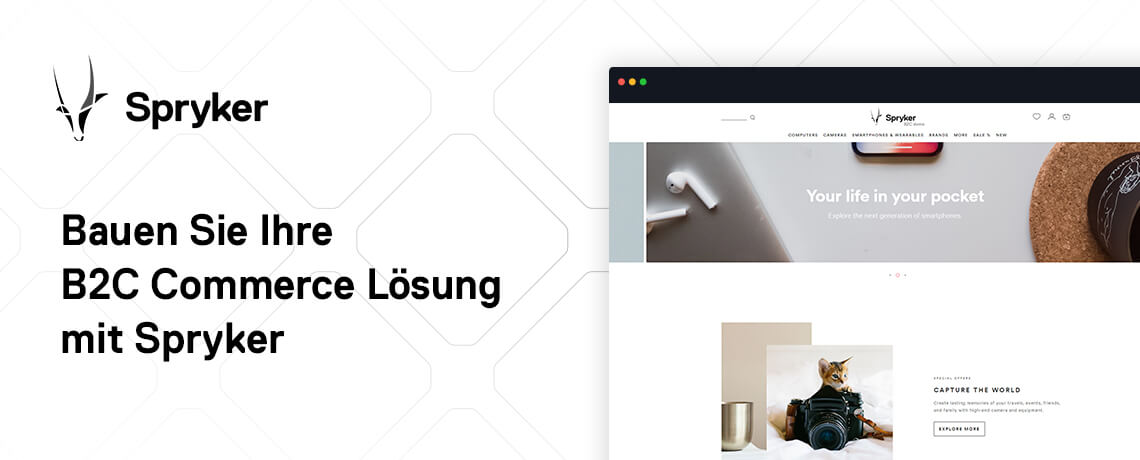 Spryker
Bauen Sie Ihre
B2C Commerce Lösung
mit Spryker
Spryker
B2C demo
COMPUTERS CAMERAS SMARTPHONES & WEARABLES BRANDS MORE SALE % NEW
Your life in your pocket
Explore the next generation of smartphones.
SPECIAL OFFERS
CAPTURE THE WORLD
Create lasting memories of your travels, events, friends,
and family with high-end camera and equipment.
EXPLORE MORE